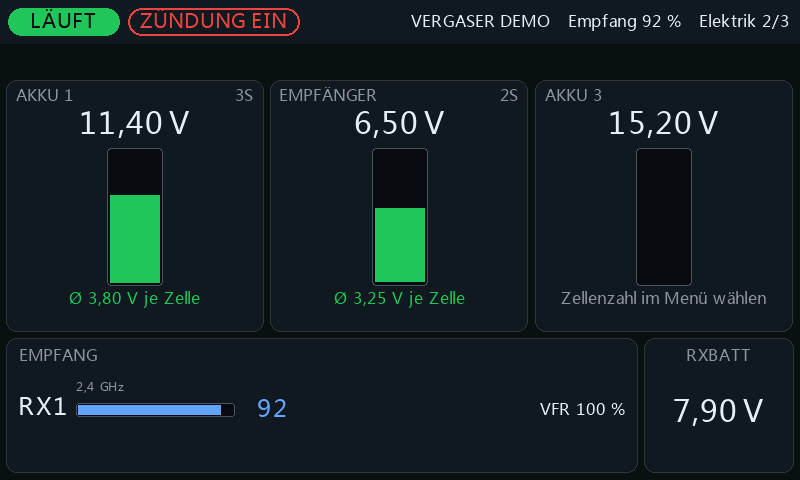 LÄUFT ZÜNDUNG EIN VERGASER DEMO Empfang 92 % Elektrik 2/3
AKKU 1 3S
11,40 V
Ø 3,80 V je Zelle
EMPFÄNGER 2S
6,50 V
Ø 3,25 V je Zelle
AKKU 3
15,20 V
Zellenzahl im Menü wählen
EMPFANG
2,4 GHz
RX1 92 VFR 100 %
RXBATT
7,90 V